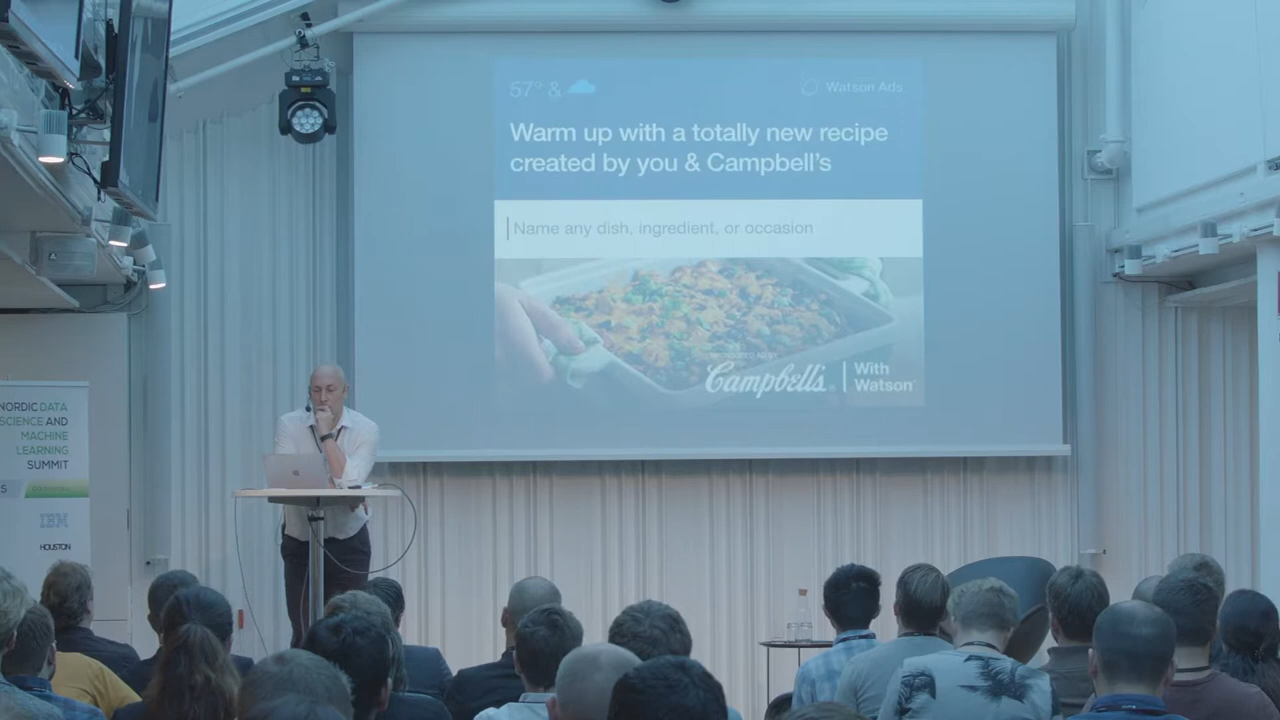 57° &
Watson Ads
Warm up with a totally new recipe
created by you & Campbell's
Name any dish, ingredient, or occasion
Campbell's
With
Watson
NORDIC DATA
SCIENCE AND
MACHINE
LEARNING
SUMMIT
IBM
HOUSTON